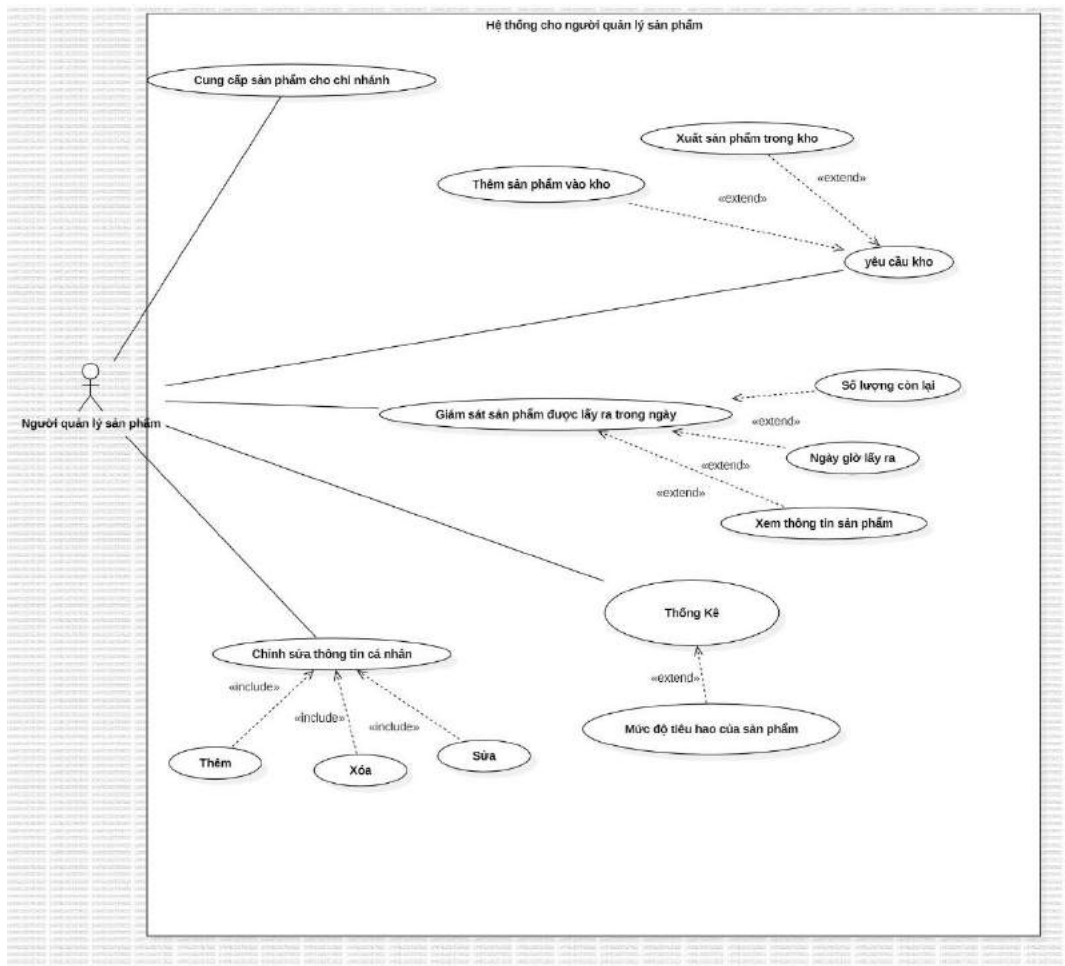 Hệ thống cho người quản lý sản phẩm
Cung cấp sản phẩm cho chi nhánh
Xuất sản phẩm trong kho
Thêm sản phẩm vào kho
«extend»
«extend»
yêu cầu kho
Người quản lý sản phẩm
Số lượng còn lại
Giám sát sản phẩm được lấy ra trong ngày
«extend»
Ngày giờ lấy ra
«extend»
«extend»
Xem thông tin sản phẩm
Thống Kê
Chỉnh sửa thông tin cá nhân
«extend»
«include»
«include»
«include»
Mức độ tiêu hao của sản phẩm
Thêm
Xóa
Sửa